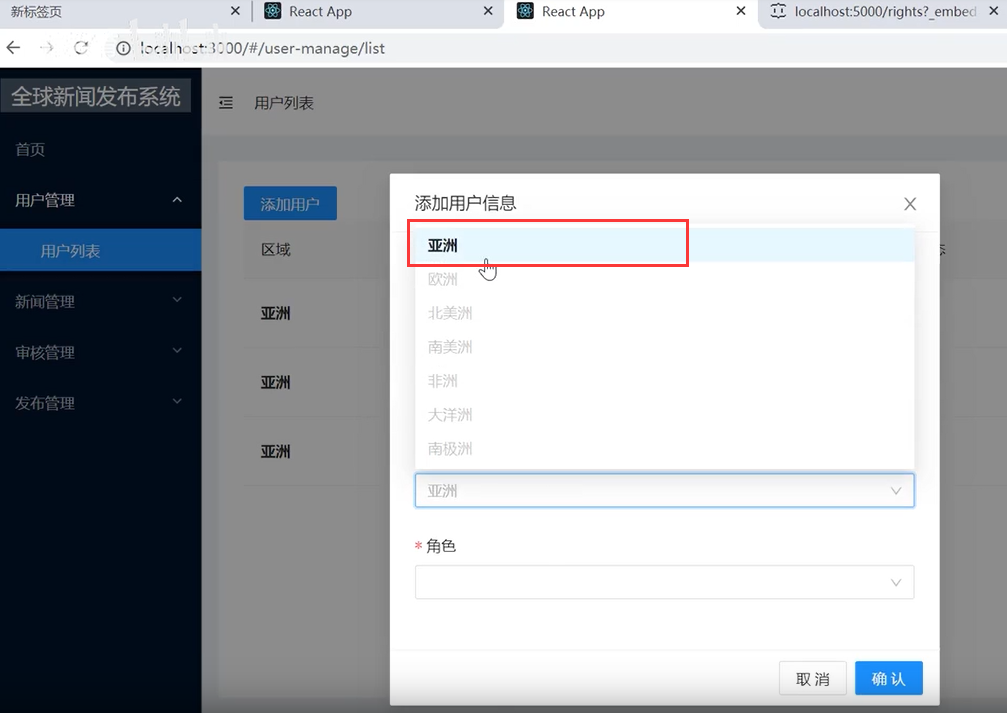 新标签页
React App
React App
localhost:5000/rights?_embed
localhost:3000/#/user-manage/list
全球新闻发布系统
用户列表
首页
用户管理
用户列表
新闻管理
审核管理
发布管理
添加用户
区域
亚洲
亚洲
亚洲
添加用户信息
亚洲
欧洲
北美洲
南美洲
非洲
大洋洲
南极洲
亚洲
* 角色
取 消
确 认